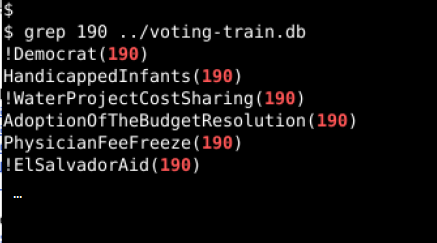 $
$ grep 190 ../voting-train.db
!Democrat(190)
HandicappedInfants(190)
!WaterProjectCostSharing(190)
AdoptionOfTheBudgetResolution(190)
PhysicianFeeFreeze(190)
!ElSalvadorAid(190)
…